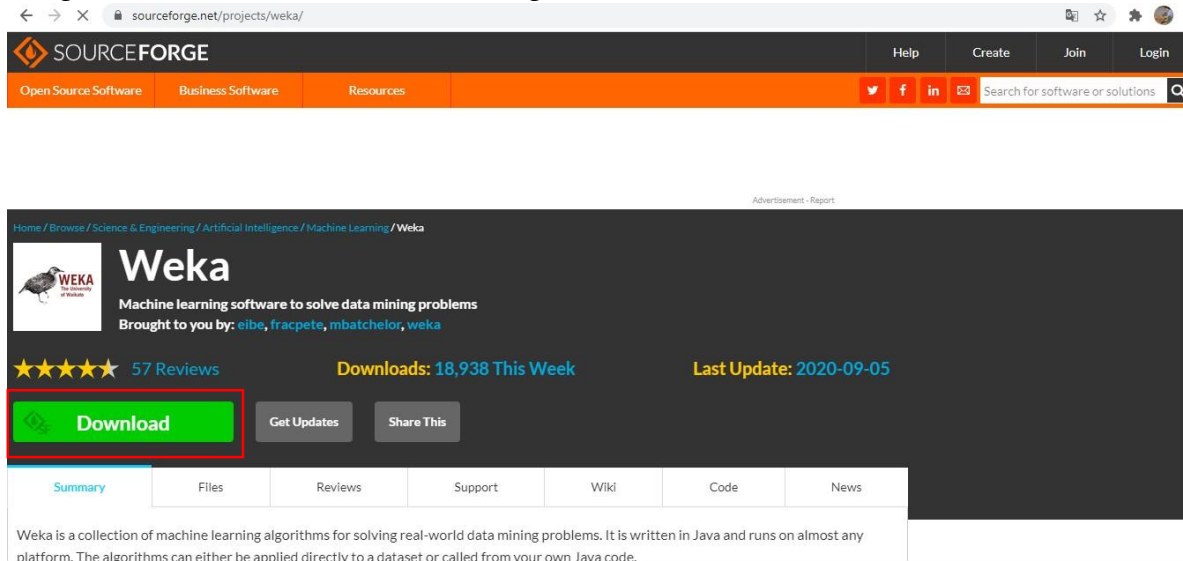 sourceforge.net/projects/weka/
SOURCEFORGE
Help Create Join Login
Open Source Software Business Software Resources
Search for software or solutions
Advertisement - Report
Home / Browse / Science & Engineering / Artificial Intelligence / Machine Learning / Weka
WEKA
The University
of Waikato
Weka
Machine learning software to solve data mining problems
Brought to you by: eibe, fracpete, mbatchelor, weka
57 Reviews Downloads: 18,938 This Week Last Update: 2020-09-05
Download Get Updates Share This
Summary Files Reviews Support Wiki Code News
Weka is a collection of machine learning algorithms for solving real-world data mining problems. It is written in Java and runs on almost any
platform. The algorithms can either be applied directly to a dataset or called from your own Java code.